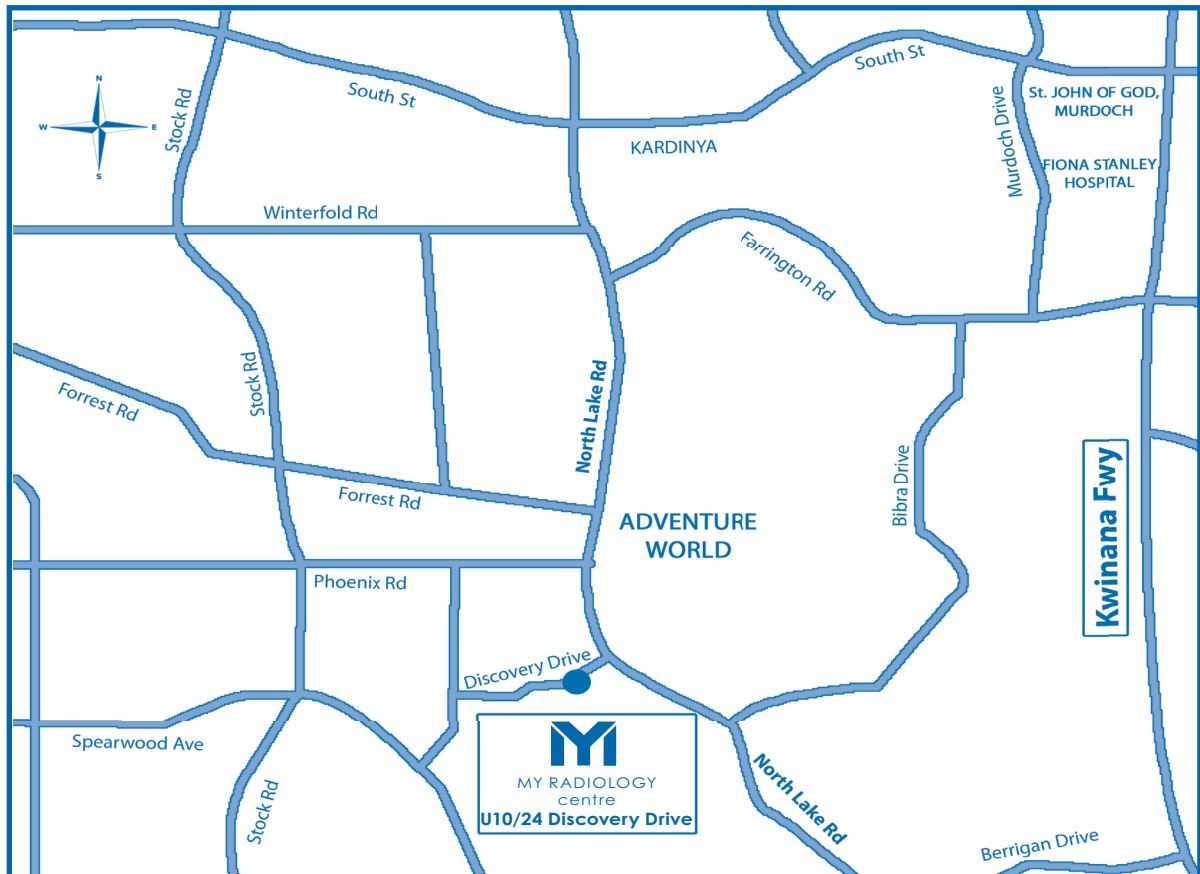 South St
South St
St. JOHN OF GOD,
MURDOCH
N
W
E
S
Stock Rd
KARDINYA
Murdoch Drive
FIONA STANLEY
HOSPITAL
Winterfold Rd
Farrington Rd
Stock Rd
Forrest Rd
North Lake Rd
Forrest Rd
Bibra Drive
Kwinana Fwy
ADVENTURE
WORLD
Phoenix Rd
Discovery Drive
Spearwood Ave
MY
MY RADIOLOGY
centre
U10/24 Discovery Drive
Stock Rd
North Lake Rd
Berrigan Drive